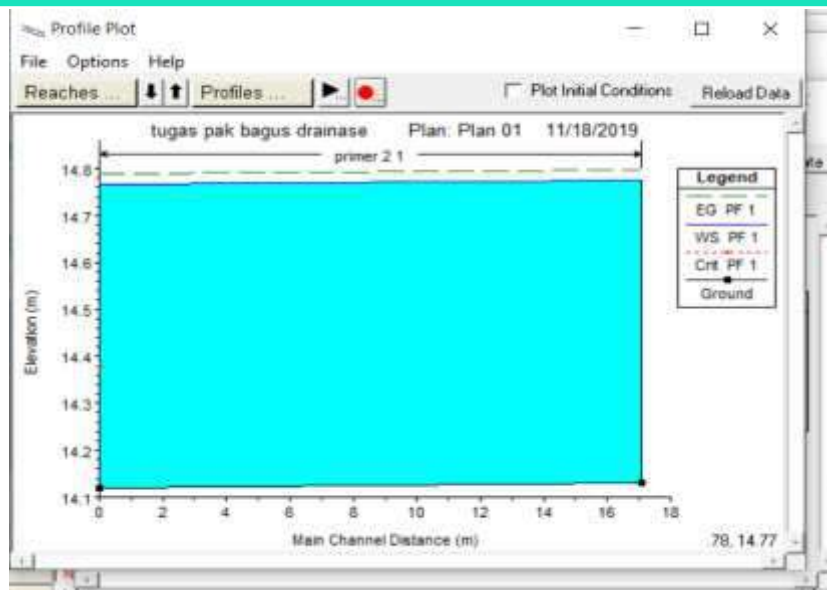 Profile Plot
File Options Help
Reaches ... Profiles ... Plot Initial Conditions Reload Data
tugas pak bagus drainase Plan: Plan 01 11/18/2019
primer 2 1
Legend
EG PF 1
WS PF 1
Crit PF 1
Ground
Elevation (m)
14.8
14.7
14.6
14.5
14.4
14.3
14.2
14.1
0 2 4 6 8 10 12 14 16 18
Main Channel Distance (m)
78, 14.77